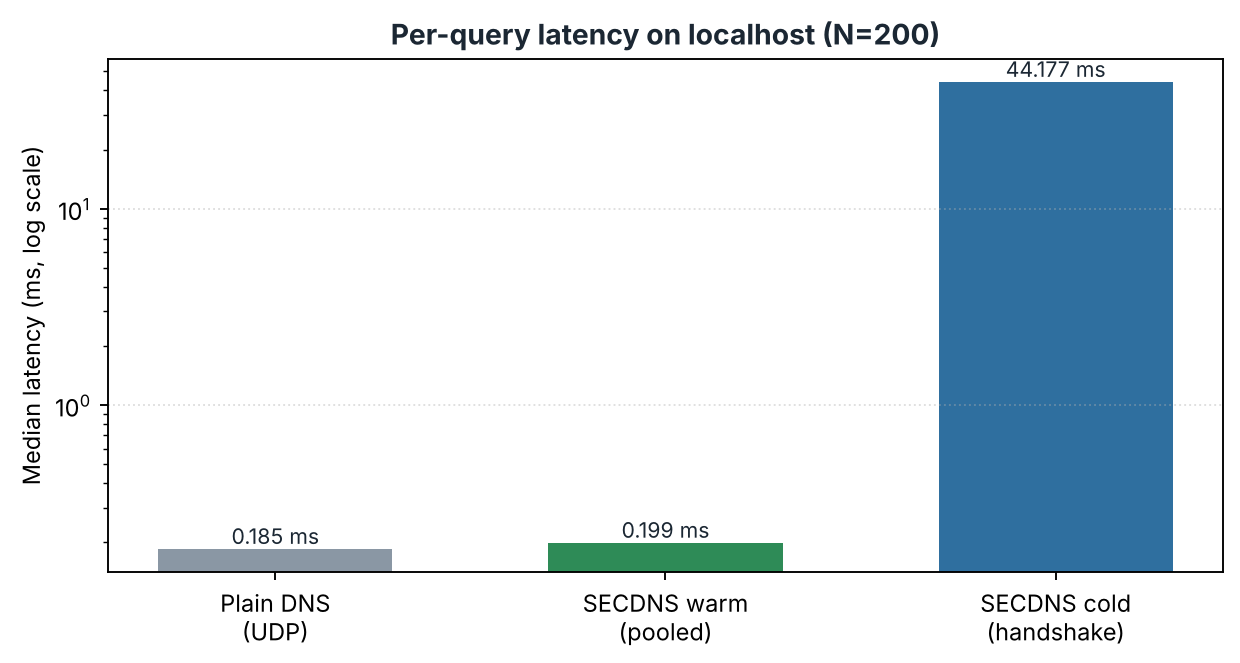 Per-query latency on localhost (N=200)
Median latency (ms, log scale)
10¹
10⁰
44.177 ms
0.185 ms
0.199 ms
Plain DNS
(UDP)
SECDNS warm
(pooled)
SECDNS cold
(handshake)